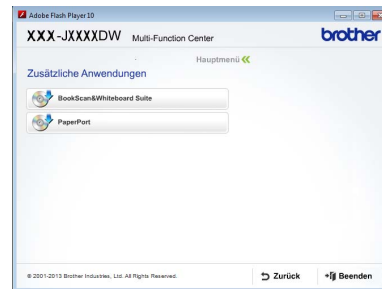 Adobe Flash Player 10
XXX-JXXXXDW Multi-Function Center
brother
Hauptmenü
Zusätzliche Anwendungen
BookScan&Whiteboard Suite
PaperPort
© 2001-2013 Brother Industries, Ltd. All Rights Reserved.
Zurück
Beenden